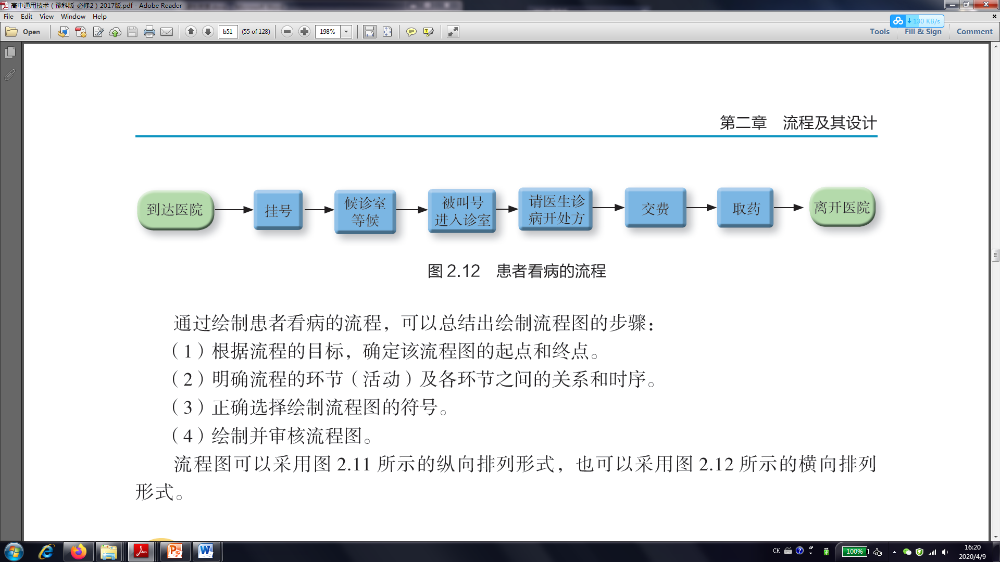 高中通用技术（豫科版-必修2）2017版.pdf - Adobe Reader
File Edit View Window Help
130 KB/s
Open b51 (55 of 128) 198% Tools Fill & Sign Comment
第二章 流程及其设计
到达医院
挂号
候诊室
等候
被叫号
进入诊室
请医生诊
病开处方
交费
取药
离开医院
图 2.12 患者看病的流程
通过绘制患者看病的流程，可以总结出绘制流程图的步骤：
（1）根据流程的目标，确定该流程图的起点和终点。
（2）明确流程的环节（活动）及各环节之间的关系和时序。
（3）正确选择绘制流程图的符号。
（4）绘制并审核流程图。
流程图可以采用图 2.11 所示的纵向排列形式，也可以采用图 2.12 所示的横向排列
形式。
CH 100% 16:20
2020/4/9